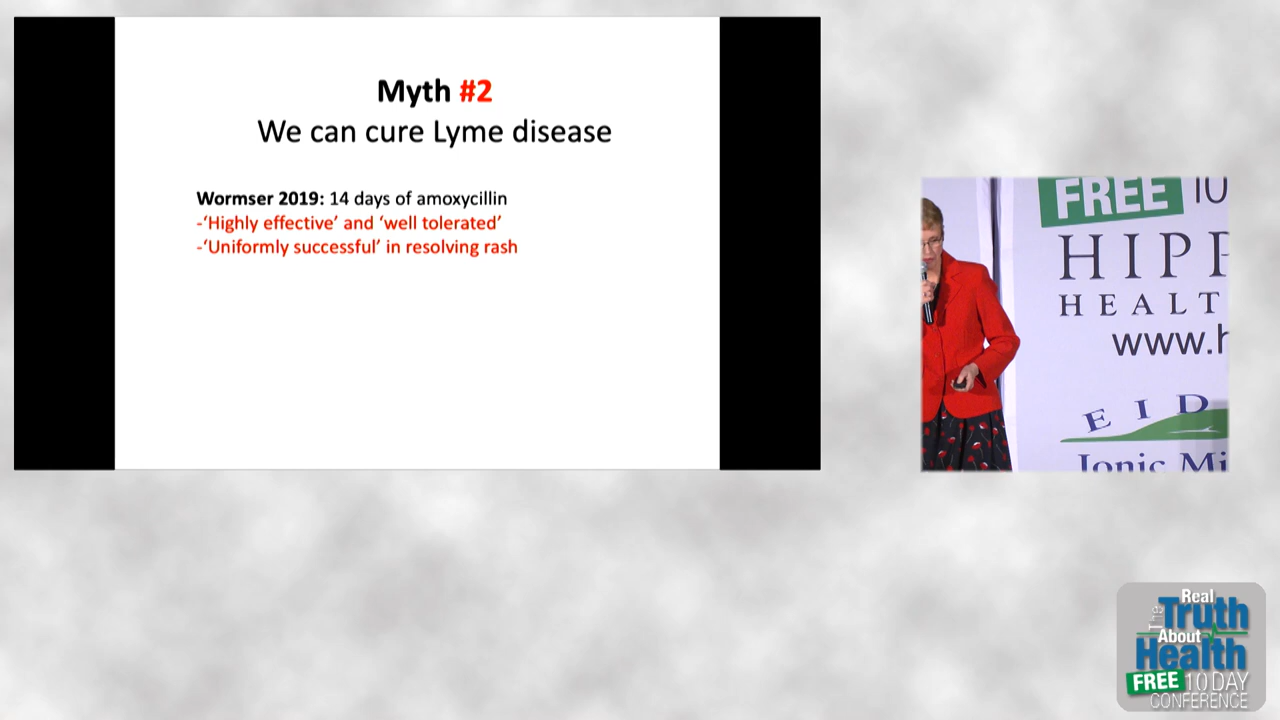 Myth #2
We can cure Lyme disease
Wormser 2019: 14 days of amoxycillin
-‘Highly effective’ and ‘well tolerated’
-‘Uniformly successful’ in resolving rash
FREE 10
HIPP
HEALT
www.h
EID
Ionic Mi
The Real
Truth
About
Health
FREE 10 DAY
CONFERENCE